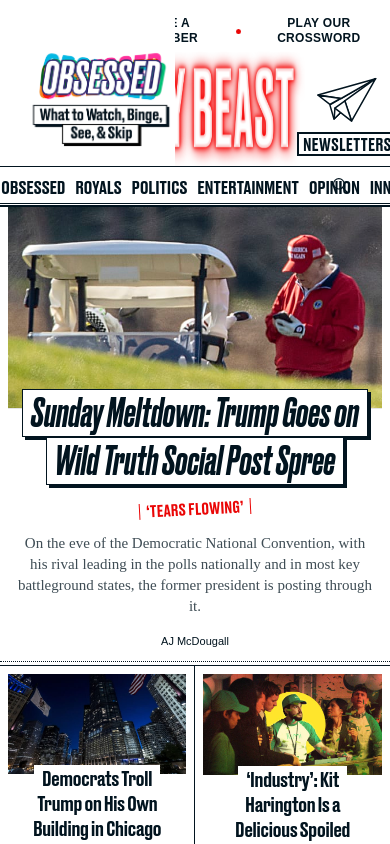 E A
BER
PLAY OUR
CROSSWORD
OBSESSED
What to Watch, Binge,
See, & Skip
Y BEAST
NEWSLETTERS
OBSESSED ROYALS POLITICS ENTERTAINMENT OPINION INN
Sunday Meltdown: Trump Goes on
Wild Truth Social Post Spree
‘TEARS FLOWING’
On the eve of the Democratic National Convention, with
his rival leading in the polls nationally and in most key
battleground states, the former president is posting through
it.
AJ McDougall
Democrats Troll
Trump on His Own
Building in Chicago
‘Industry’: Kit
Harington Is a
Delicious Spoiled